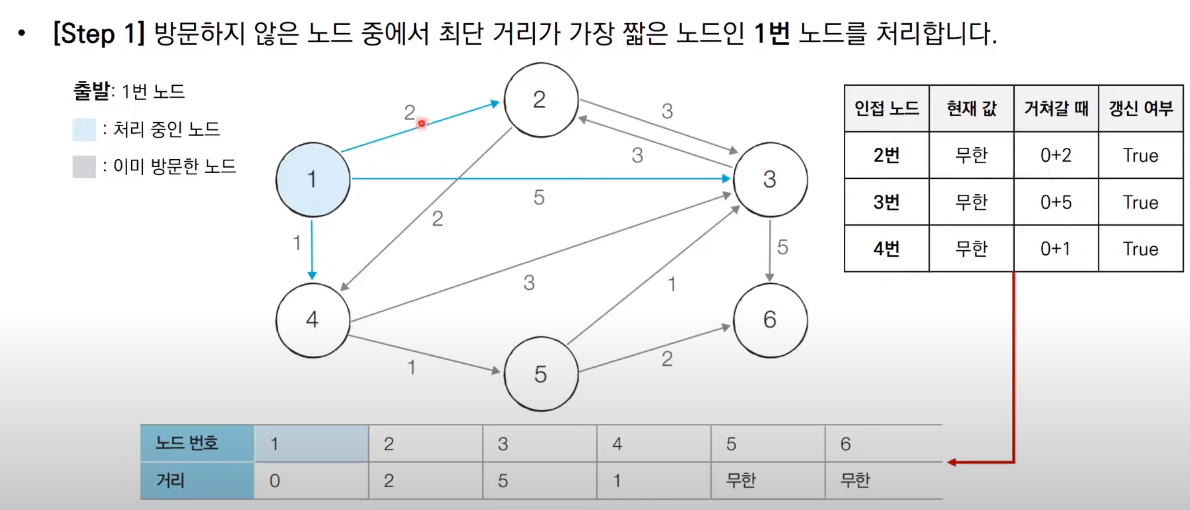 • [Step 1] 방문하지 않은 노드 중에서 최단 거리가 가장 짧은 노드인 1번 노드를 처리합니다.
출발: 1번 노드
: 처리 중인 노드
: 이미 방문한 노드
2
2
3
3
1
5
3
1
2
5
4
3
1
6
1
5
2
인접 노드 현재 값 거쳐갈 때 갱신 여부
2번 무한 0+2 True
3번 무한 0+5 True
4번 무한 0+1 True
노드 번호 1 2 3 4 5 6
거리 0 2 5 1 무한 무한